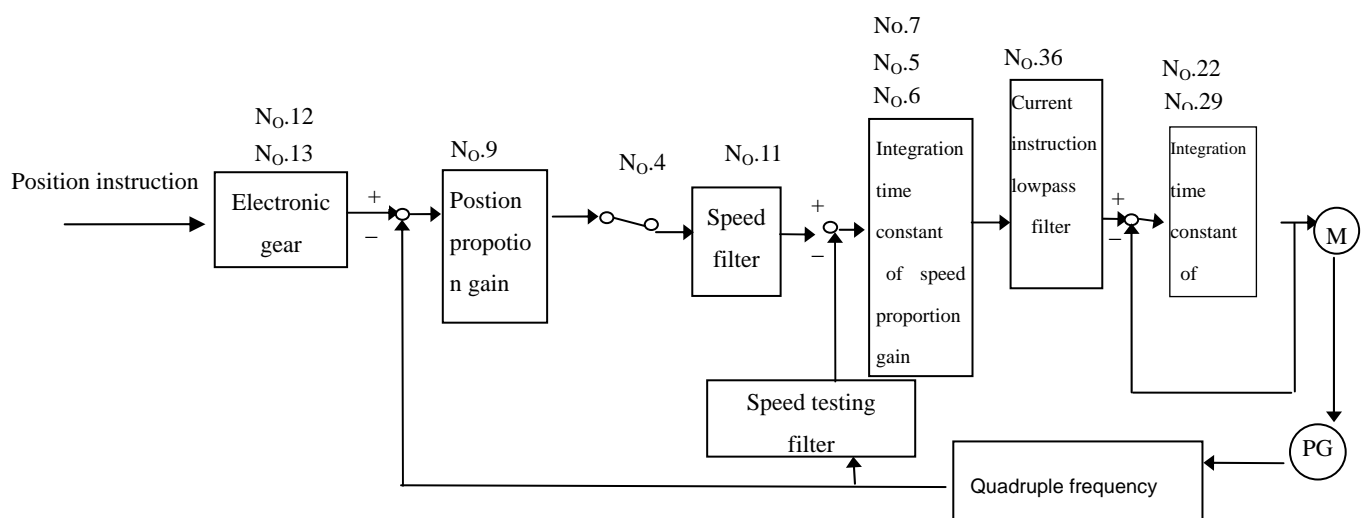 No.7
No.5
No.6
No.36
No.22
No.29
No.12
No.13
No.9
No.4
No.11
Position instruction
Electronic
gear
+
−
Postion
propotio
n gain
Speed
filter
+
−
Integration
time
constant
of speed
proportion
gain
Current
instruction
lowpass
filter
+
−
Integration
time
constant
of
M
Speed testing
filter
PG
Quadruple frequency